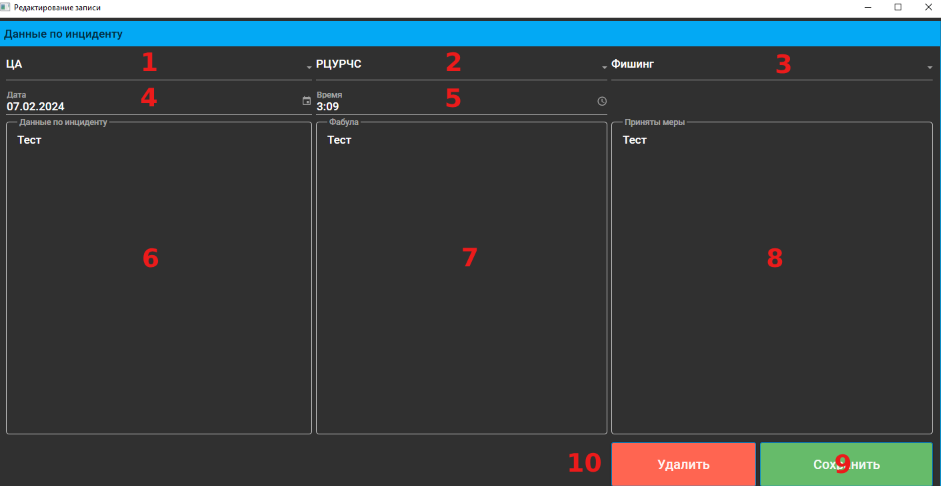 Редактирование записи
Данные по инциденту
ЦА 1 РЦУРЧС 2 Фишинг 3
Дата 4 Время 5
07.02.2024 3:09
Данные по инциденту Фабула Приняты меры
Тест Тест Тест
6 7 8
10 Удалить Сохранить 9